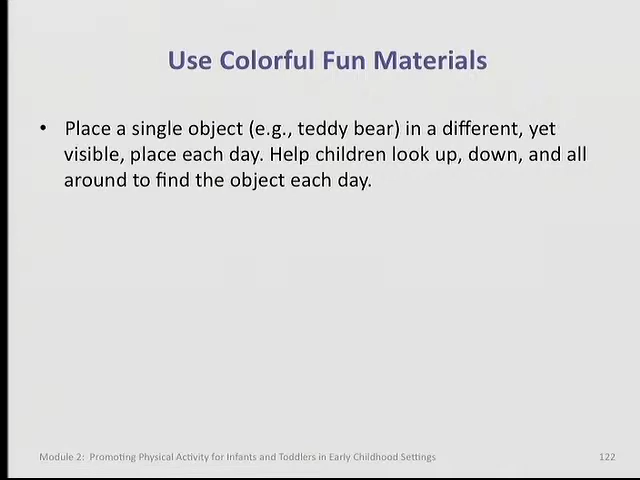 Use Colorful Fun Materials
• Place a single object (e.g., teddy bear) in a different, yet
visible, place each day. Help children look up, down, and all
around to find the object each day.
Module 2: Promoting Physical Activity for Infants and Toddlers in Early Childhood Settings
122